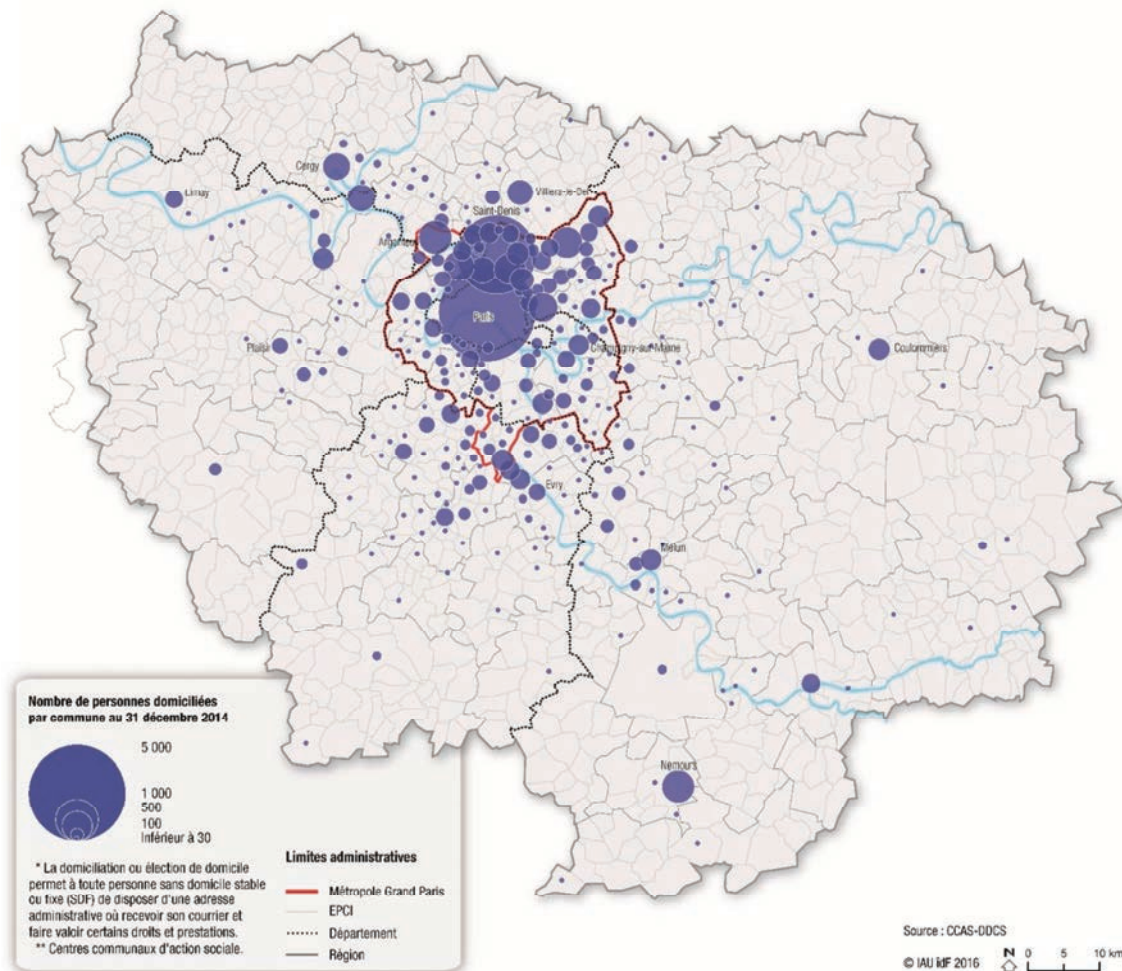 Cergy
Limay
Villiers-le-Bel
Saint-Denis
Argenteuil
Paris
Plaisir
Champigny-sur-Marne
Coulommiers
Evry
Melun
Nemours
Nombre de personnes domiciliées
par commune au 31 décembre 2014
5 000
1 000
500
100
Inférieur à 30
* La domiciliation ou élection de domicile
permet à toute personne sans domicile stable
ou fixe (SDF) de disposer d'une adresse
administrative où recevoir son courrier et
faire valoir certains droits et prestations.
** Centres communaux d'action sociale.
Limites administratives
Métropole Grand Paris
EPCI
Département
Région
Source : CCAS-DDCS
© IAU îdF 2016
N
0 5 10 km